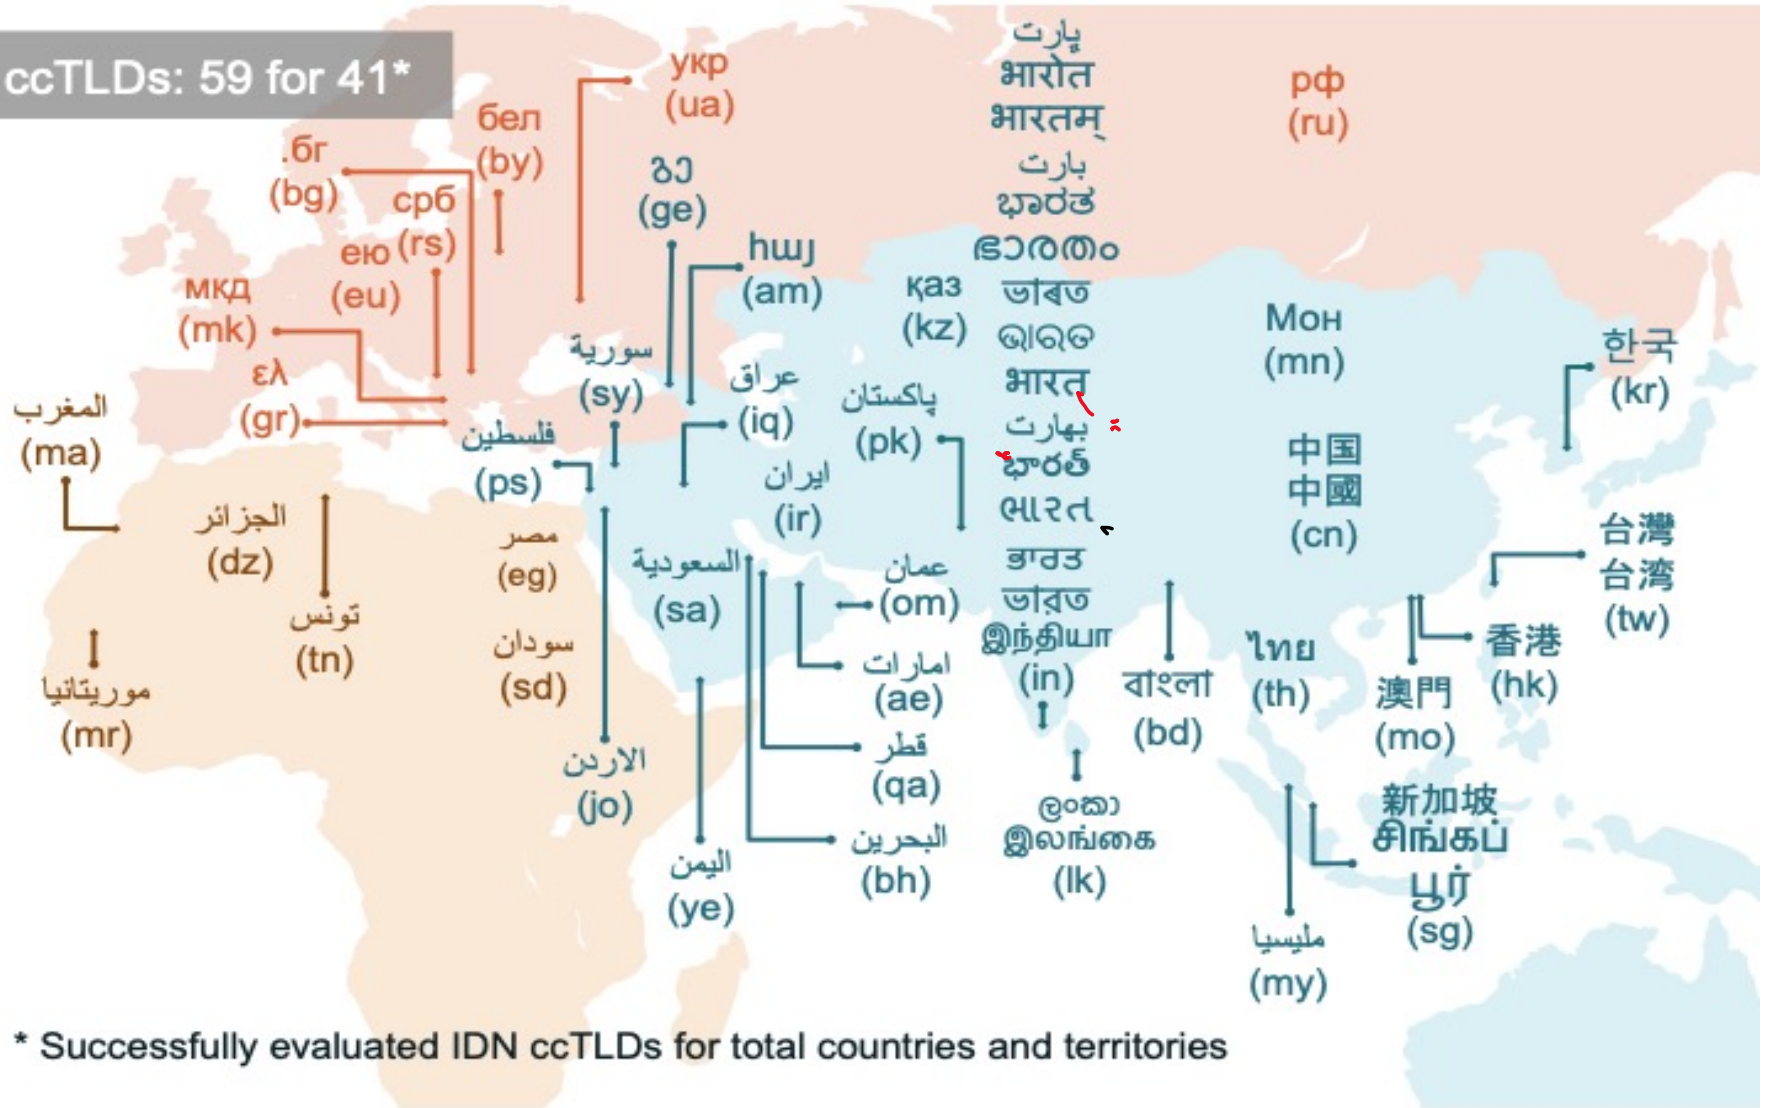 ccTLDs: 59 for 41*
укр
(ua)
бел
(by)
.бг
(bg)
срб
(rs)
ею
(eu)
мкд
(mk)
ελ
(gr)
рф
(ru)
გე
(ge)
հայ
(am)
қаз
(kz)
ڀارت
भारोत
भारतम्
بارت
ಭಾರತ
ഭാരതം
ভাৰত
ଭାରତ
भारत
بھارت
భారత్
ભારત
ਭਾਰਤ
ভারত
இந்தியா
(in)
Мон
(mn)
한국
(kr)
中国
中國
(cn)
台灣
台湾
(tw)
香港
(hk)
澳門
(mo)
ไทย
(th)
বাংলা
(bd)
ලංකා
இலங்கை
(lk)
新加坡
சிங்கப்
பூர்
(sg)
مليسيا
(my)
سورية
(sy)
عراق
(iq)
پاکستان
(pk)
فلسطين
(ps)
ایران
(ir)
السعودية
(sa)
عمان
(om)
امارات
(ae)
قطر
(qa)
البحرين
(bh)
اليمن
(ye)
الاردن
(jo)
المغرب
(ma)
الجزائر
(dz)
تونس
(tn)
مصر
(eg)
سودان
(sd)
موريتانيا
(mr)
* Successfully evaluated IDN ccTLDs for total countries and territories